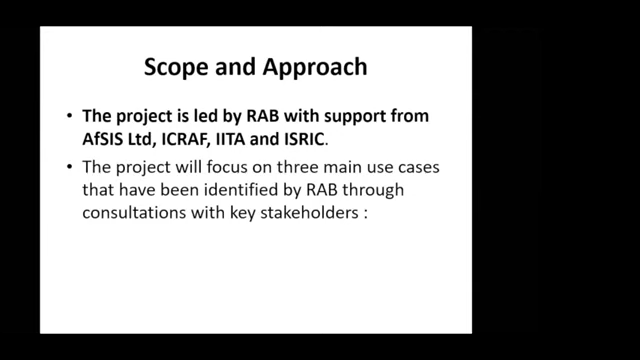 Scope and Approach
• The project is led by RAB with support from
AfSIS Ltd, ICRAF, IITA and ISRIC.
• The project will focus on three main use cases
that have been identified by RAB through
consultations with key stakeholders :